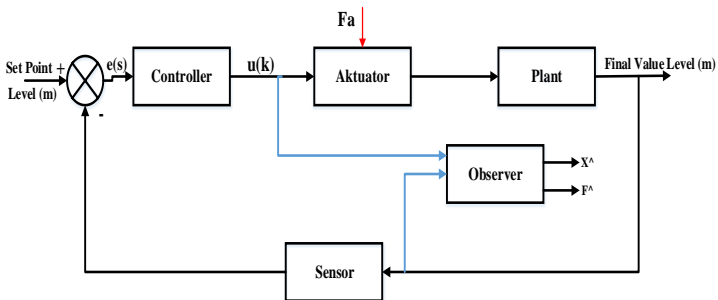 Fa
Set Point +
Level (m)
e(s)
Controller
u(k)
Aktuator
Plant
Final Value Level (m)
-
Observer
X^
F^
Sensor